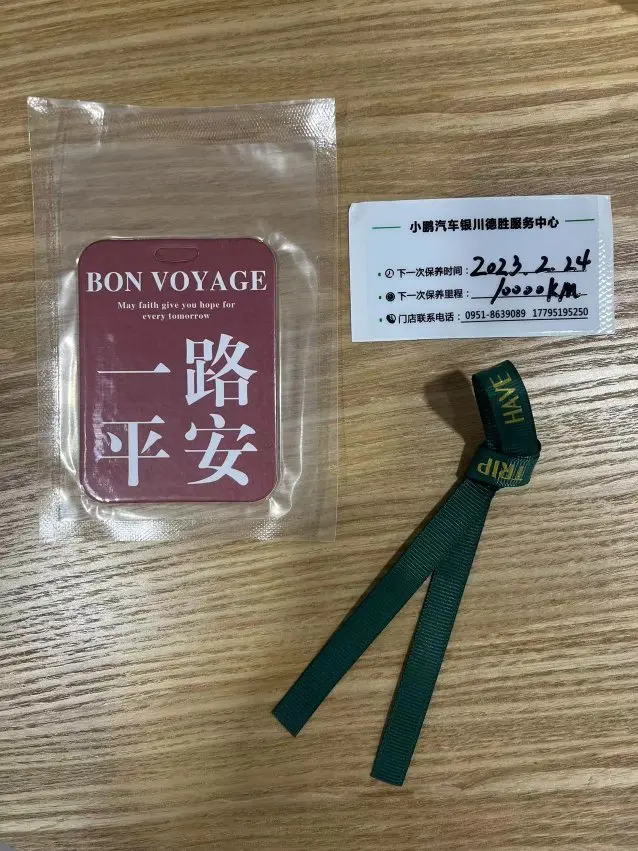 BON VOYAGE
May faith give you hope for
every tomorrow
一路
平安
小鹏汽车银川德胜服务中心
下一次保养时间：2023.2.24
下一次保养里程：10000KM
门店联系电话：0951-8639089 17795195250
HAVE
TRIP